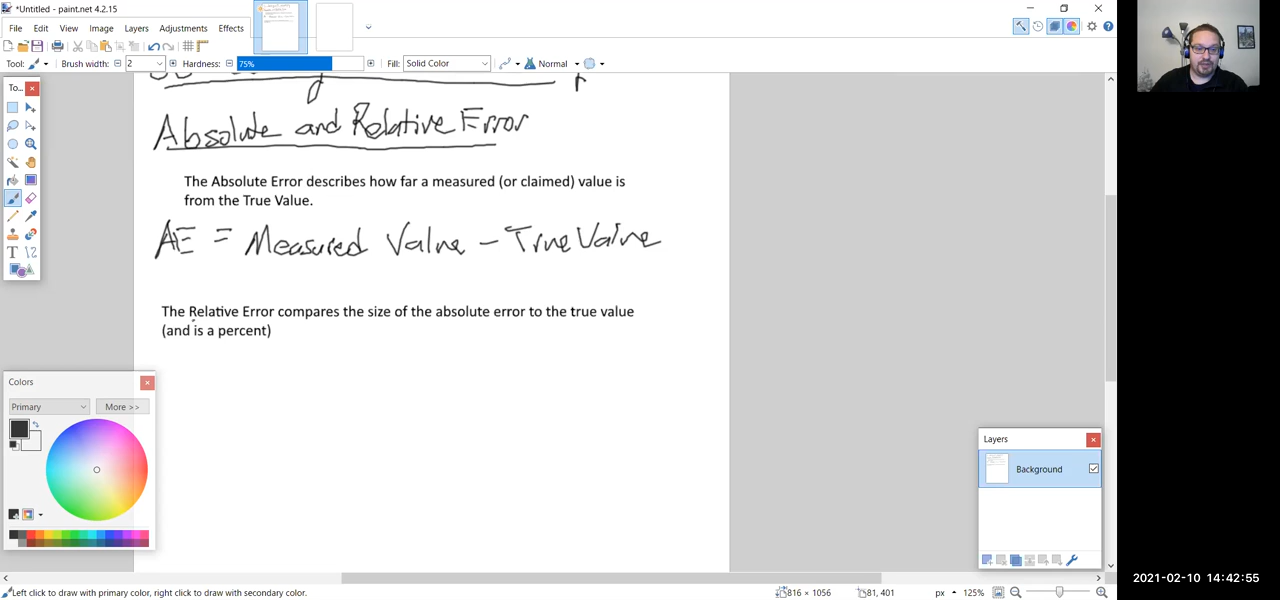 *Untitled - paint.net 4.2.15
File Edit View Image Layers Adjustments Effects
Tool: Brush width: 2 Hardness: 75% Fill: Solid Color Normal
To...
Absolute and Relative Error
The Absolute Error describes how far a measured (or claimed) value is
from the True Value.
AE = Measured Value - True Value
The Relative Error compares the size of the absolute error to the true value
(and is a percent)
Colors
Primary More >>
Layers
Background
2021-02-10 14:42:55
Left click to draw with primary color, right click to draw with secondary color. 816 × 1056 81, 401 px 125%